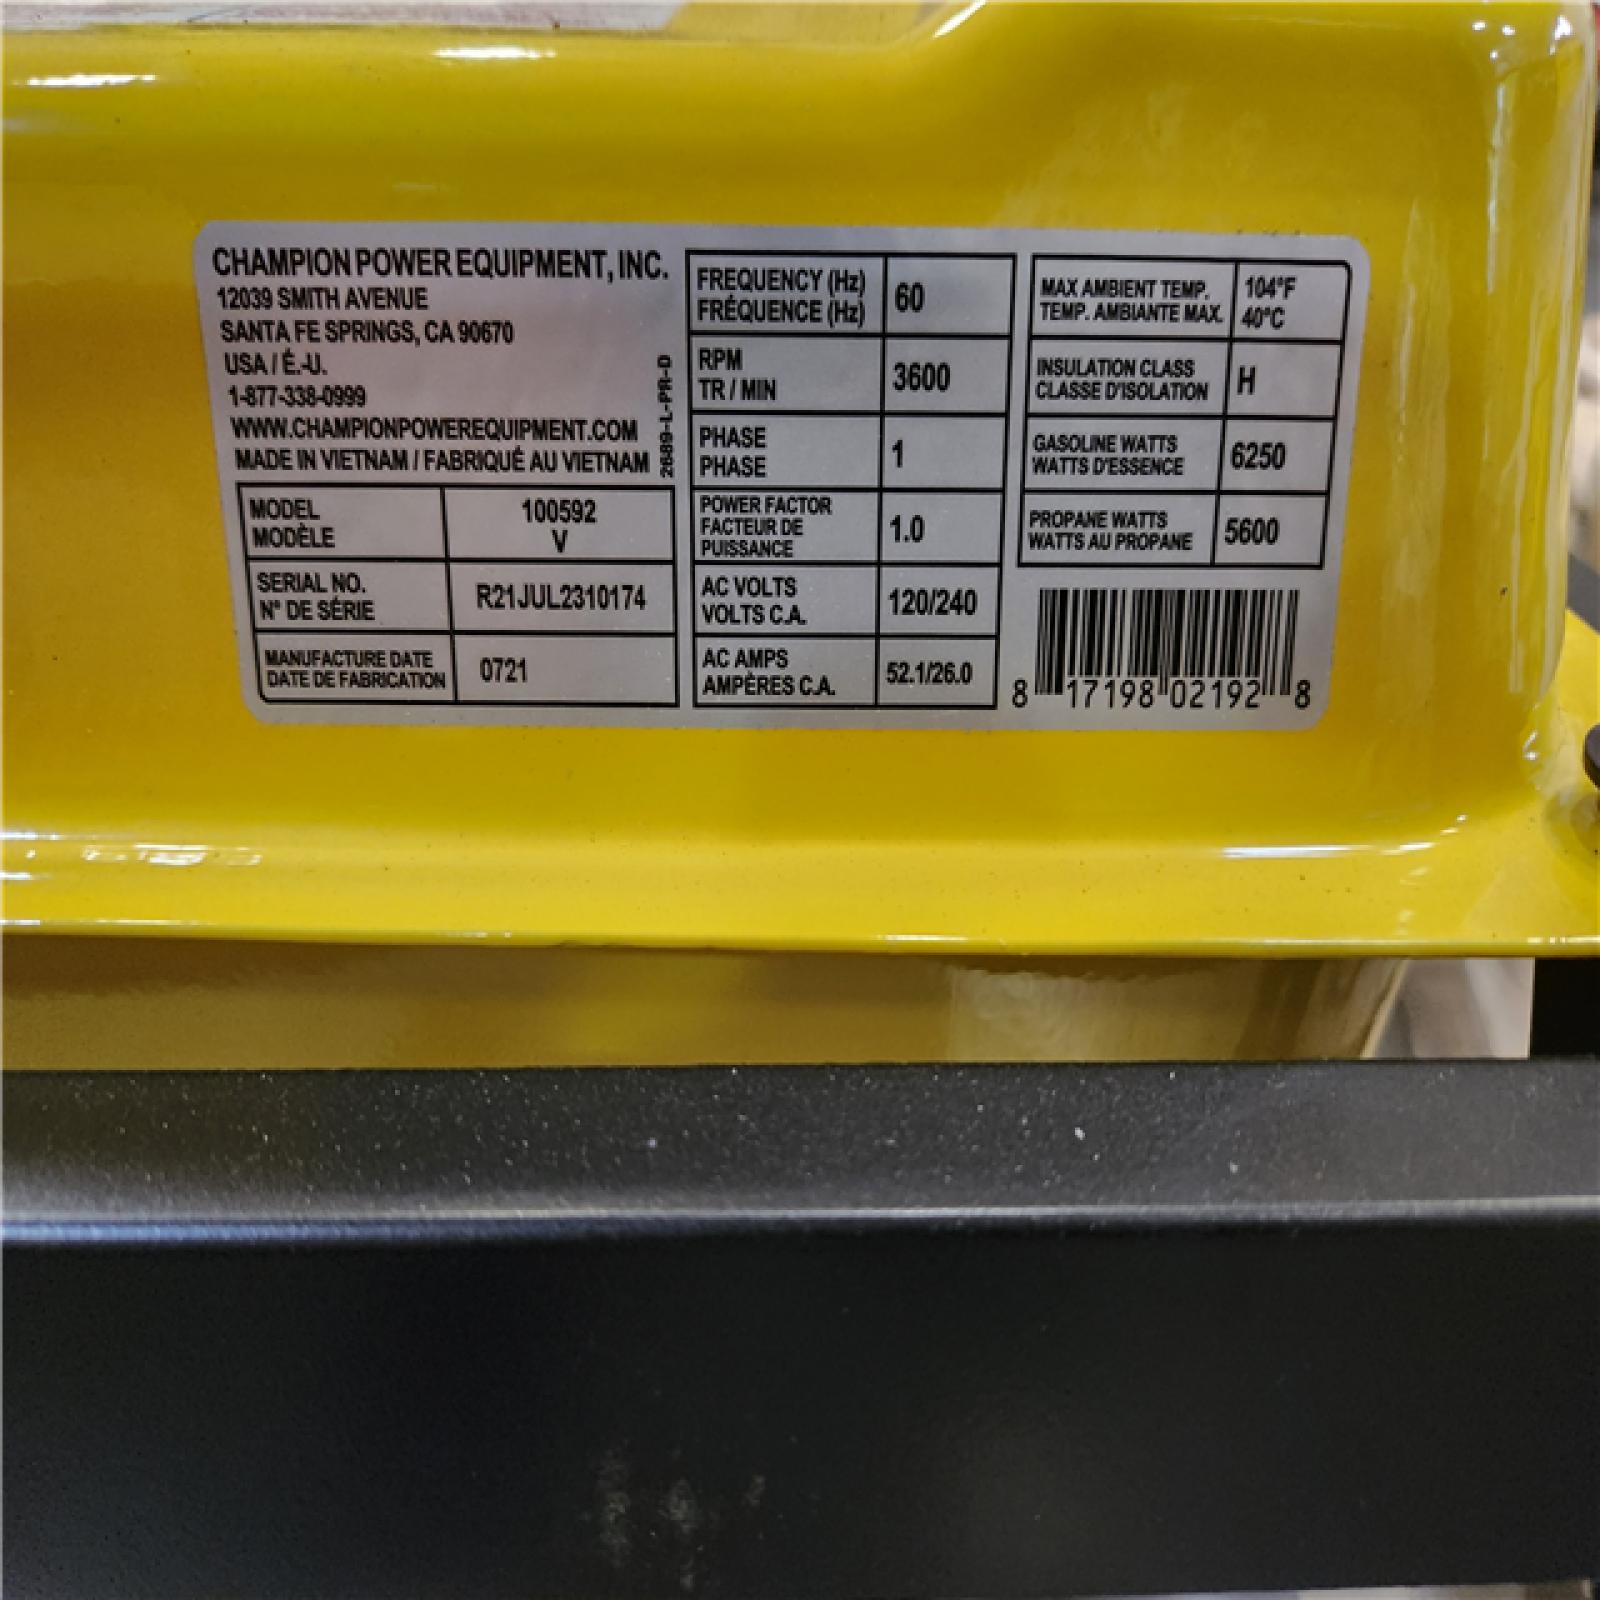 CHAMPION POWER EQUIPMENT, INC.
12039 SMITH AVENUE
SANTA FE SPRINGS, CA 90670
USA / É.-U.
1-877-338-0999
WWW.CHAMPIONPOWEREQUIPMENT.COM
MADE IN VIETNAM / FABRIQUÉ AU VIETNAM
2689-L-PR-D
MODEL 100592
MODÈLE V
SERIAL NO.
N° DE SÉRIE R21JUL2310174
MANUFACTURE DATE
DATE DE FABRICATION 0721
FREQUENCY (Hz)
FRÉQUENCE (Hz) 60
RPM
TR / MIN 3600
PHASE
PHASE 1
POWER FACTOR
FACTEUR DE
PUISSANCE 1.0
AC VOLTS
VOLTS C.A. 120/240
AC AMPS
AMPÈRES C.A. 52.1/26.0
MAX AMBIENT TEMP. 104°F
TEMP. AMBIANTE MAX. 40°C
INSULATION CLASS
CLASSE D'ISOLATION H
GASOLINE WATTS
WATTS D'ESSENCE 6250
PROPANE WATTS
WATTS AU PROPANE 5600
8 17198 02192 8